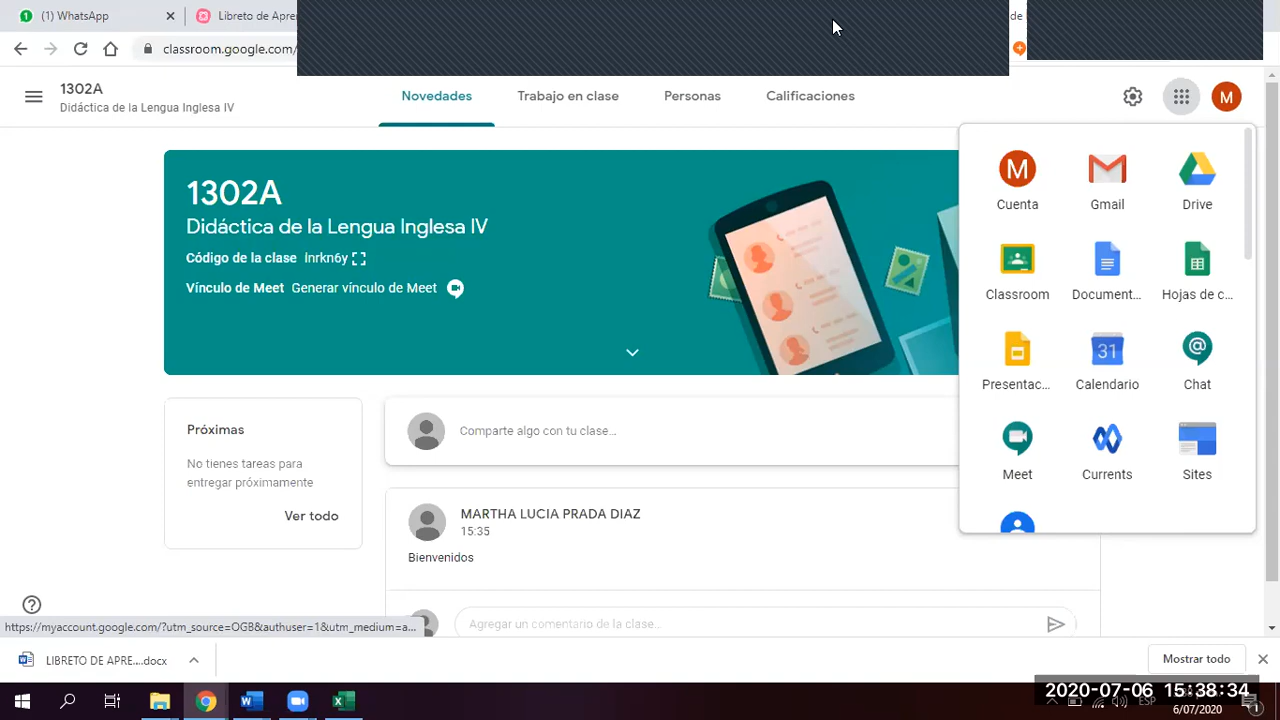 (1) WhatsApp
Libreto de Apren
de
classroom.google.com/
1302A
Didáctica de la Lengua Inglesa IV
Novedades
Trabajo en clase
Personas
Calificaciones
M
1302A
Didáctica de la Lengua Inglesa IV
Código de la clase lnrkn6y
Vínculo de Meet Generar vínculo de Meet
M
Cuenta
Gmail
Drive
Classroom
Document...
Hojas de c...
Presentac...
31
Calendario
Chat
Meet
Currents
Sites
Próximas
No tienes tareas para
entregar próximamente
Ver todo
Comparte algo con tu clase...
MARTHA LUCIA PRADA DIAZ
15:35
Bienvenidos
Agregar un comentario de la clase..
https://myaccount.google.com/?utm_source=OGB&authuser=1&utm_medium=a...
LIBRETO DE APRE....docx
Mostrar todo
2020-07-06 15:38:34
ESP
6/07/2020